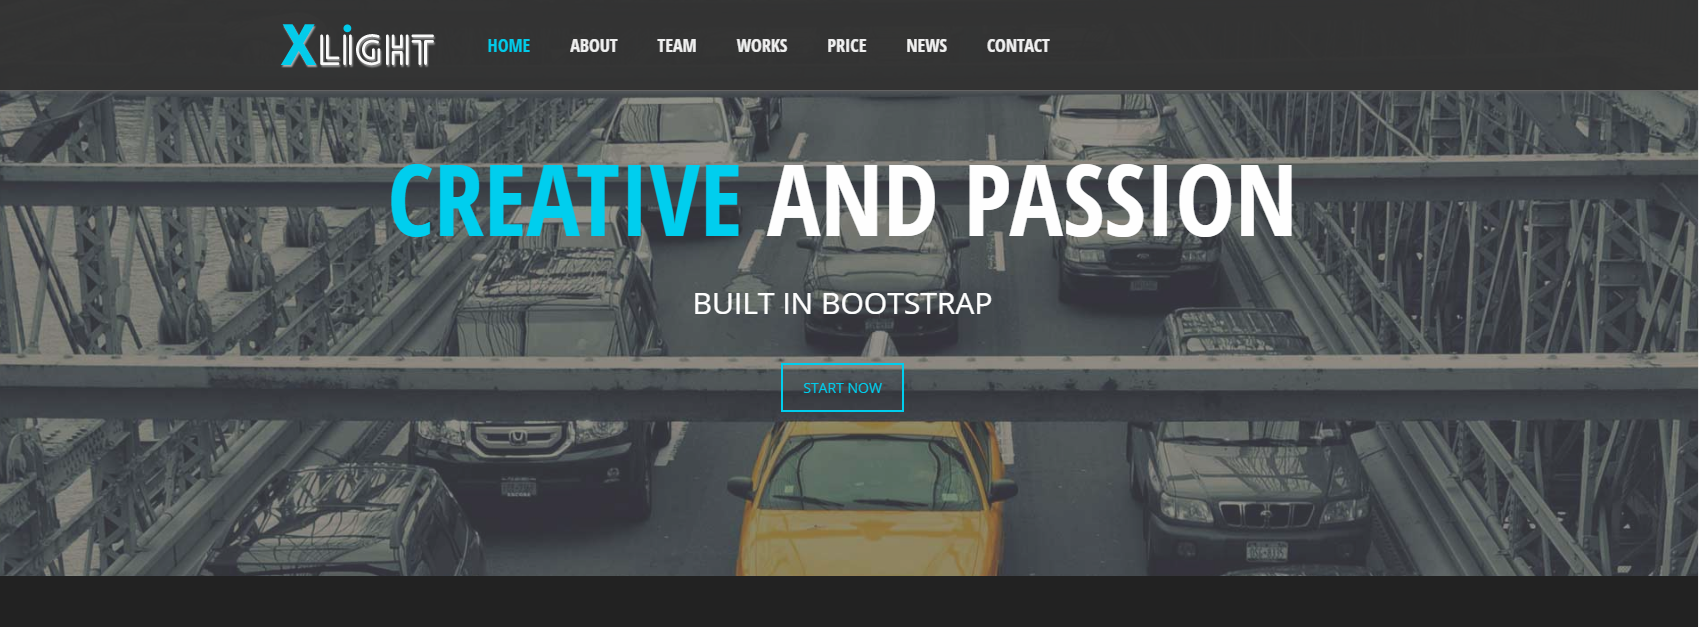 XLiGHT HOME ABOUT TEAM WORKS PRICE NEWS CONTACT
CREATIVE AND PASSION
BUILT IN BOOTSTRAP
START NOW